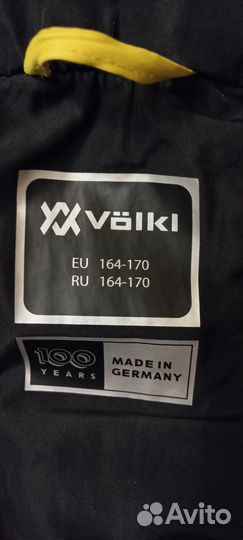 völkl
EU 164-170
RU 164-170
100
YEARS
MADE IN
GERMANY
Avito